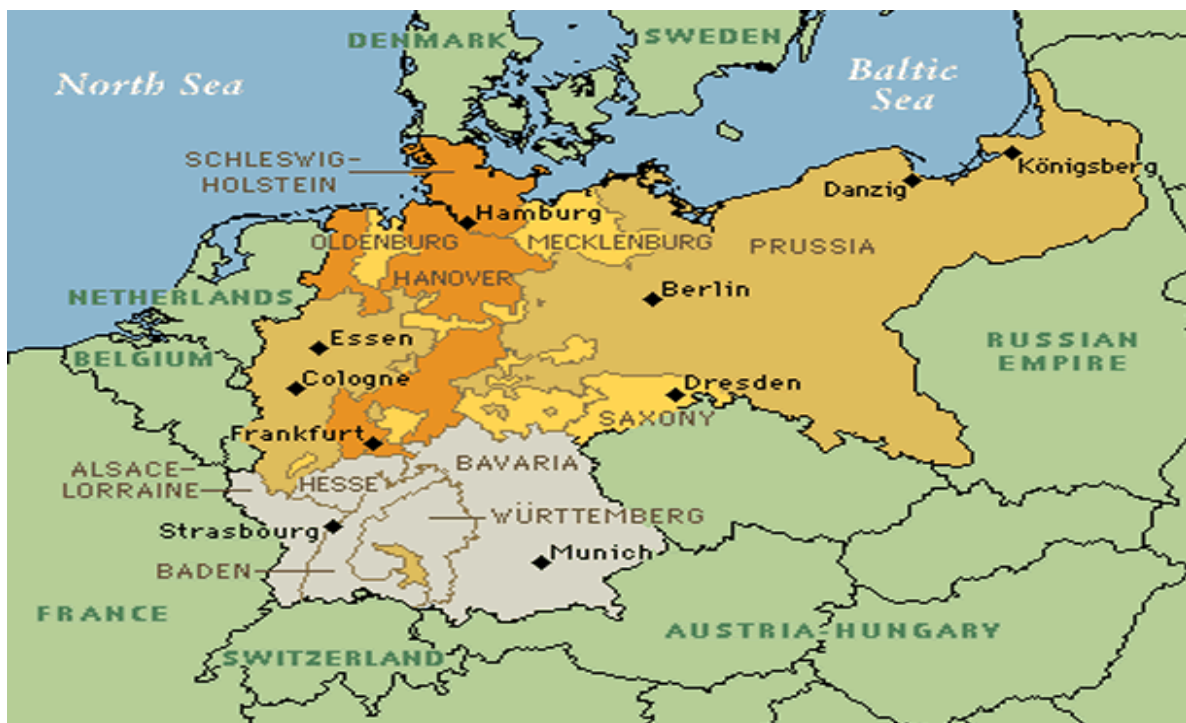 DENMARK
SWEDEN
North Sea
Baltic
Sea
SCHLESWIG-
HOLSTEIN
Königsberg
Danzig
Hamburg
OLDENBURG
MECKLENBURG
PRUSSIA
HANOVER
NETHERLANDS
Berlin
Essen
RUSSIAN
EMPIRE
BELGIUM
Cologne
Dresden
SAXONY
Frankfurt
BAVARIA
ALSACE-
LORRAINE
HESSE
WÜRTTEMBERG
Strasbourg
Munich
BADEN
FRANCE
AUSTRIA-HUNGARY
SWITZERLAND